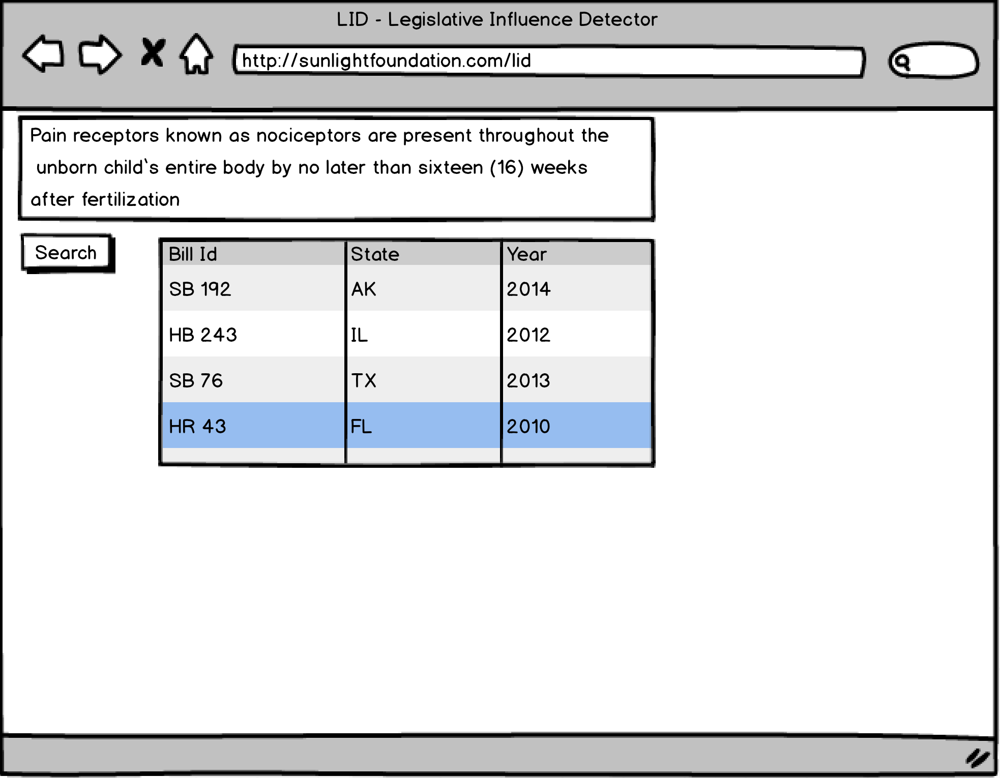 LID - Legislative Influence Detector
http://sunlightfoundation.com/lid
Pain receptors known as nociceptors are present throughout the
unborn child`s entire body by no later than sixteen (16) weeks
after fertilization
Search
Bill Id State Year
SB 192 AK 2014
HB 243 IL 2012
SB 76 TX 2013
HR 43 FL 2010